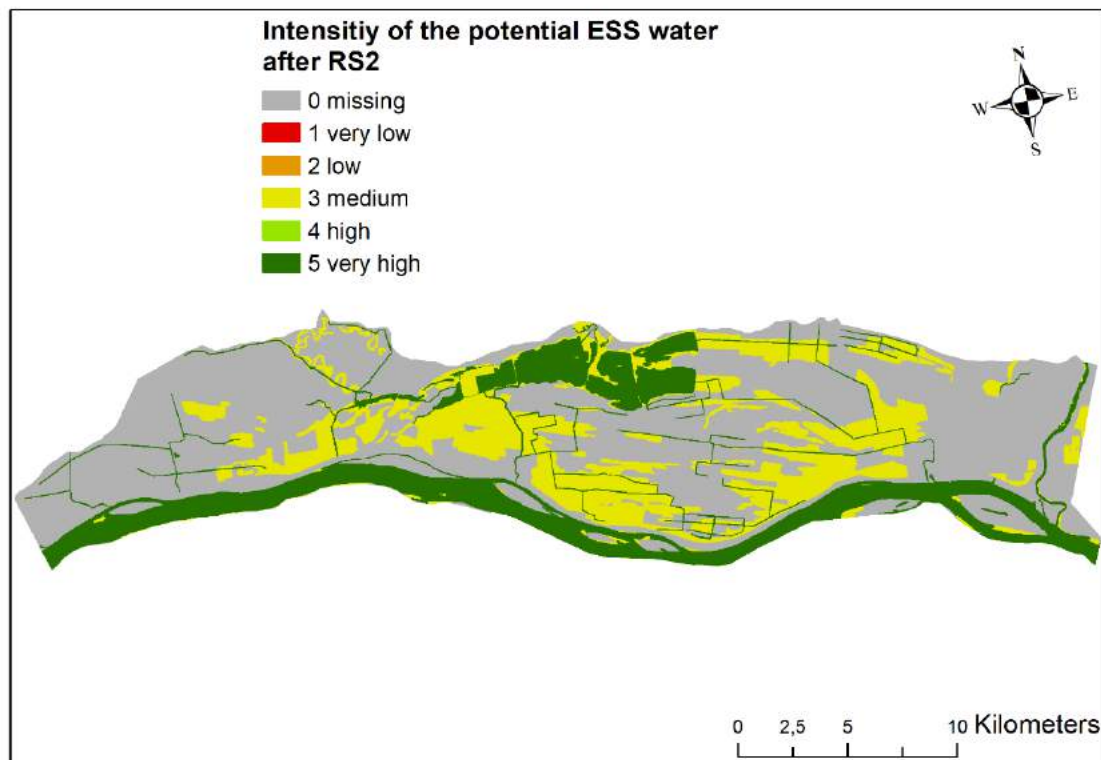 Intensitiy of the potential ESS water
after RS2
0 missing
1 very low
2 low
3 medium
4 high
5 very high
N
W E
S
0 2,5 5 10 Kilometers